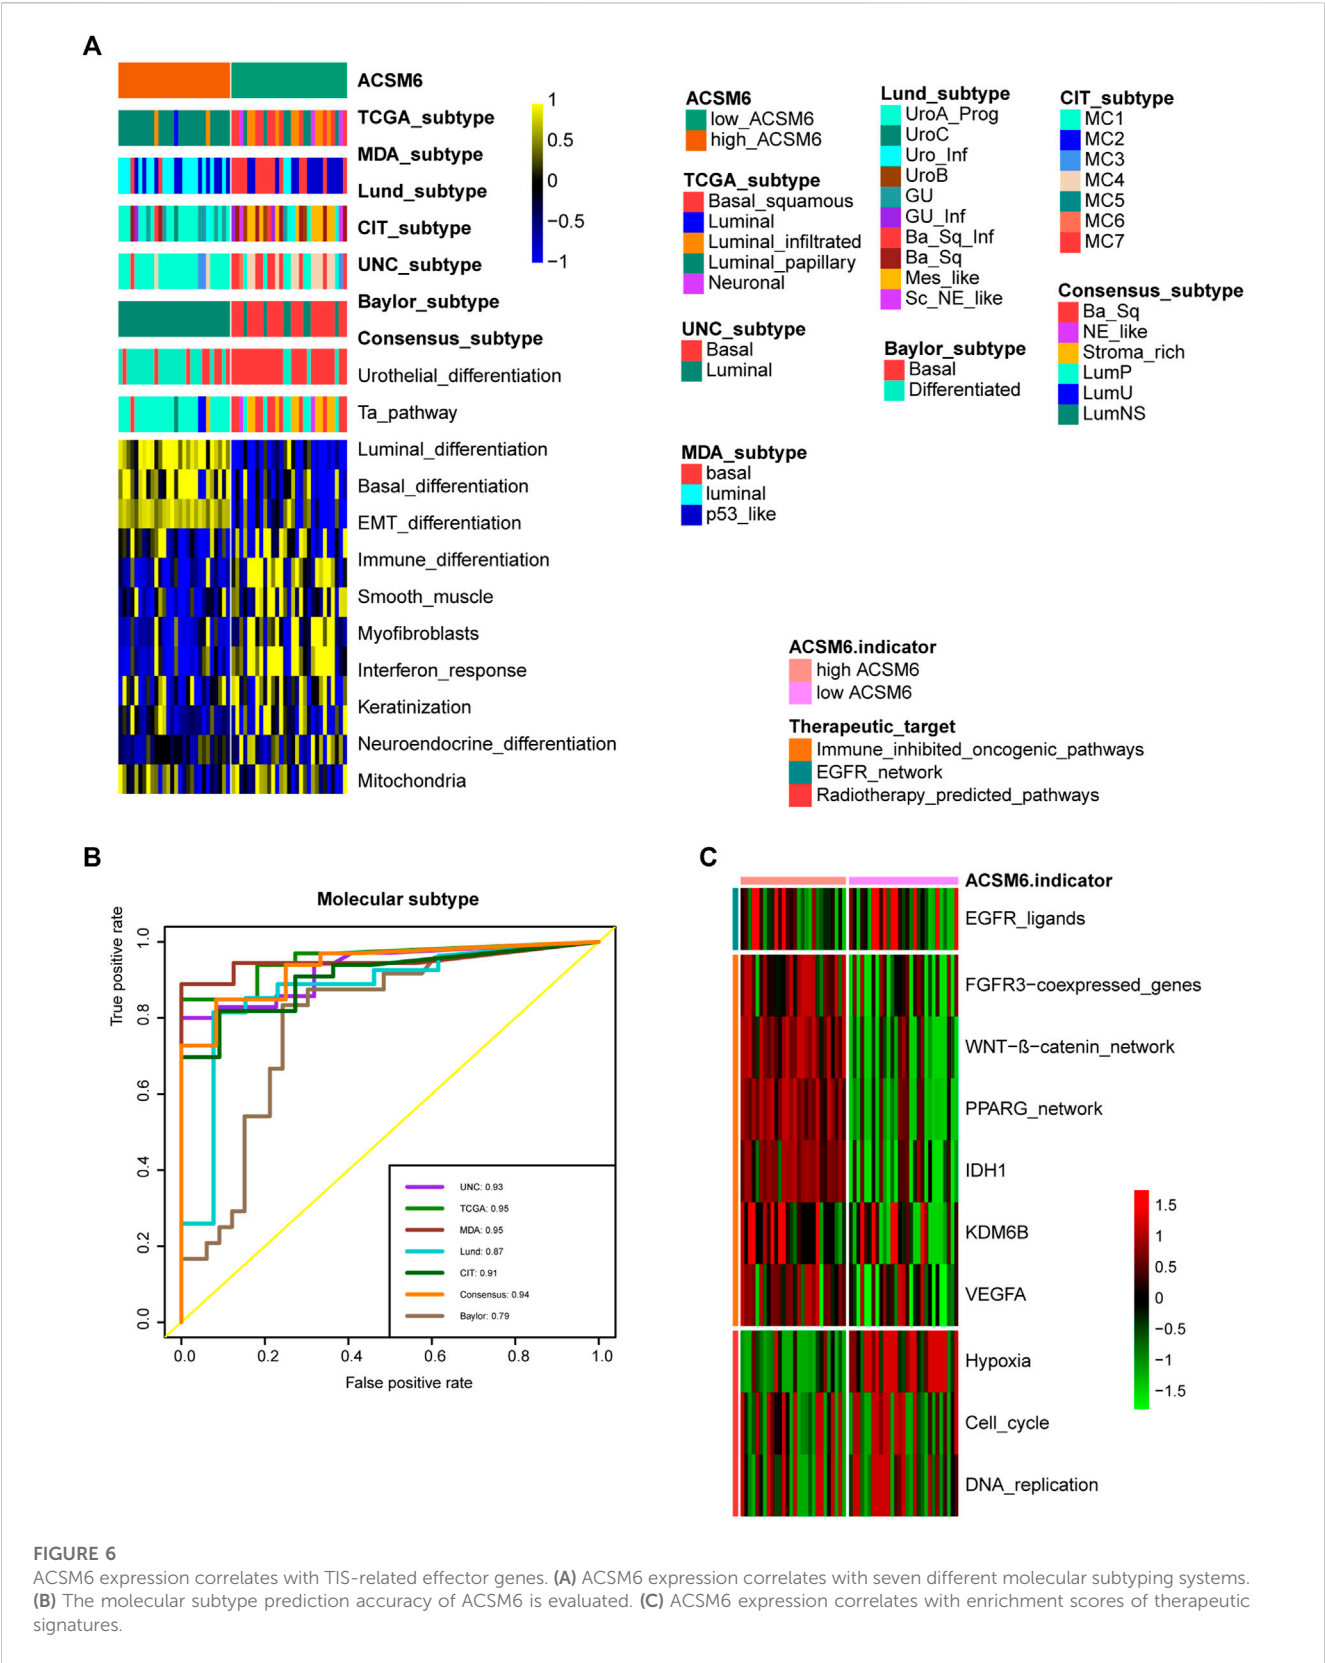 A
ACSM6
TCGA_subtype
MDA_subtype
Lund_subtype
CIT_subtype
UNC_subtype
Baylor_subtype
Consensus_subtype
Urothelial_differentiation
Ta_pathway
Luminal_differentiation
Basal_differentiation
EMT_differentiation
Immune_differentiation
Smooth_muscle
Myofibroblasts
Interferon_response
Keratinization
Neuroendocrine_differentiation
Mitochondria
1
0.5
0
−0.5
−1
ACSM6
low_ACSM6
high_ACSM6
TCGA_subtype
Basal_squamous
Luminal
Luminal_infiltrated
Luminal_papillary
Neuronal
UNC_subtype
Basal
Luminal
MDA_subtype
basal
luminal
p53_like
Lund_subtype
UroA_Prog
UroC
Uro_Inf
UroB
GU
GU_Inf
Ba_Sq_Inf
Ba_Sq
Mes_like
Sc_NE_like
Baylor_subtype
Basal
Differentiated
CIT_subtype
MC1
MC2
MC3
MC4
MC5
MC6
MC7
Consensus_subtype
Ba_Sq
NE_like
Stroma_rich
LumP
LumU
LumNS
ACSM6.indicator
high ACSM6
low ACSM6
Therapeutic_target
Immune_inhibited_oncogenic_pathways
EGFR_network
Radiotherapy_predicted_pathways
B
Molecular subtype
True positive rate
1.0
0.8
0.6
0.4
0.2
0.0
UNC: 0.93
TCGA: 0.95
MDA: 0.95
Lund: 0.87
CIT: 0.91
Consensus: 0.94
Baylor: 0.79
0.0 0.2 0.4 0.6 0.8 1.0
False positive rate
C
ACSM6.indicator
EGFR_ligands
FGFR3−coexpressed_genes
WNT−ß−catenin_network
PPARG_network
IDH1
KDM6B
VEGFA
Hypoxia
Cell_cycle
DNA_replication
1.5
1
0.5
0
−0.5
−1
−1.5
FIGURE 6
ACSM6 expression correlates with TIS-related effector genes. (A) ACSM6 expression correlates with seven different molecular subtyping systems.
(B) The molecular subtype prediction accuracy of ACSM6 is evaluated. (C) ACSM6 expression correlates with enrichment scores of therapeutic
signatures.